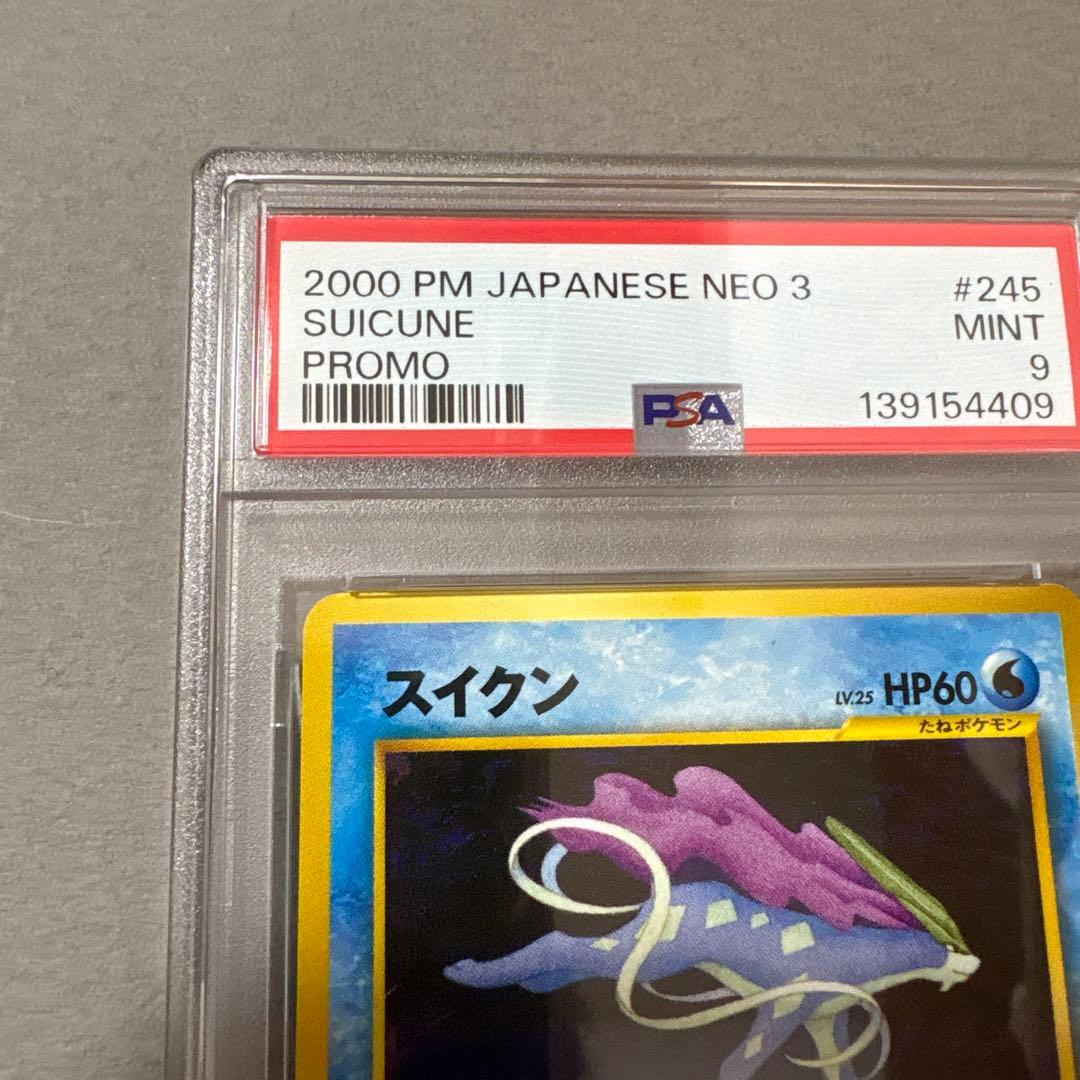 2000 PM JAPANESE NEO 3 #245
SUICUNE MINT
PROMO 9
PSA 139154409
スイクン LV.25 HP60
たねポケモン